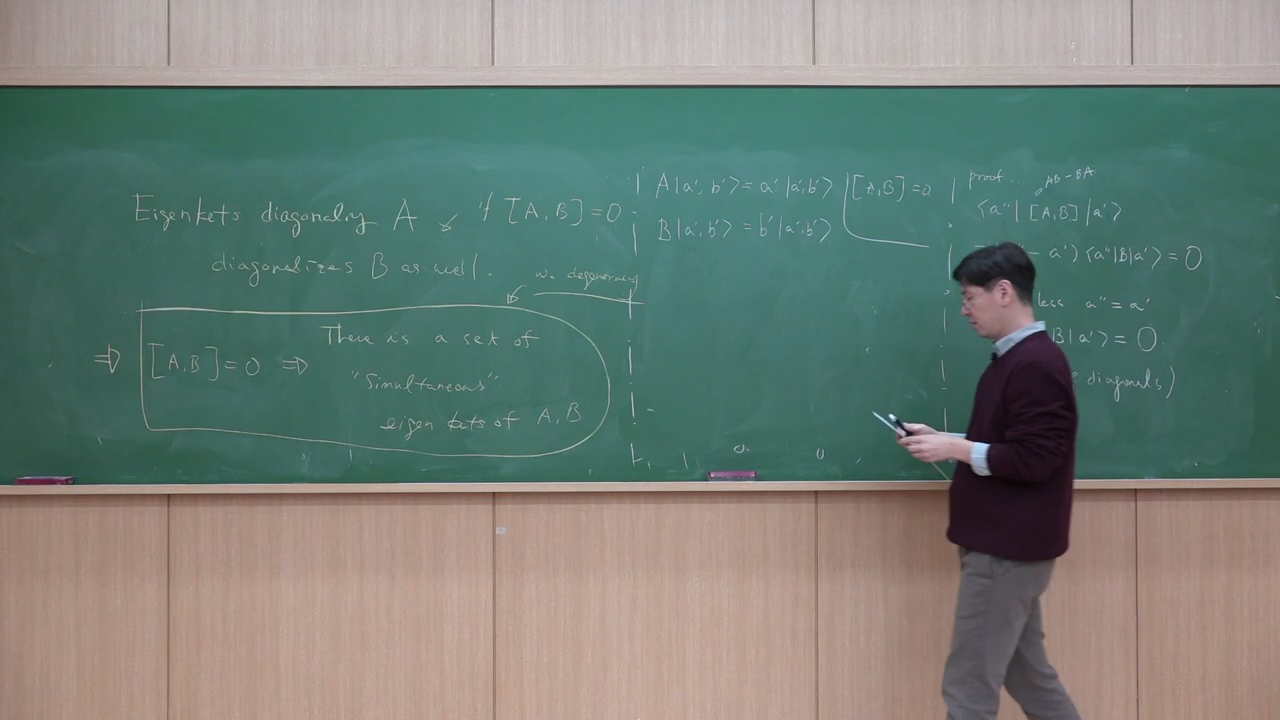 Eigenkets diagonalizg A ↙ if [A, B] = 0
diagonalizes B as well.
w. degeneracy
⇒ [A,B] = 0 ⇒ There is a set of
"Simultaneous"
eigen kets of A, B
A|a', b'⟩ = a'|a',b'⟩
B|a',b'⟩ = b'|a',b'⟩
[A,B] = 0
proof..
AB - BA
⟨a''| [A,B] |a'⟩
- a') ⟨a''|B|a'⟩ = 0
less a'' = a'
|B|a'⟩ = 0
diagonals)